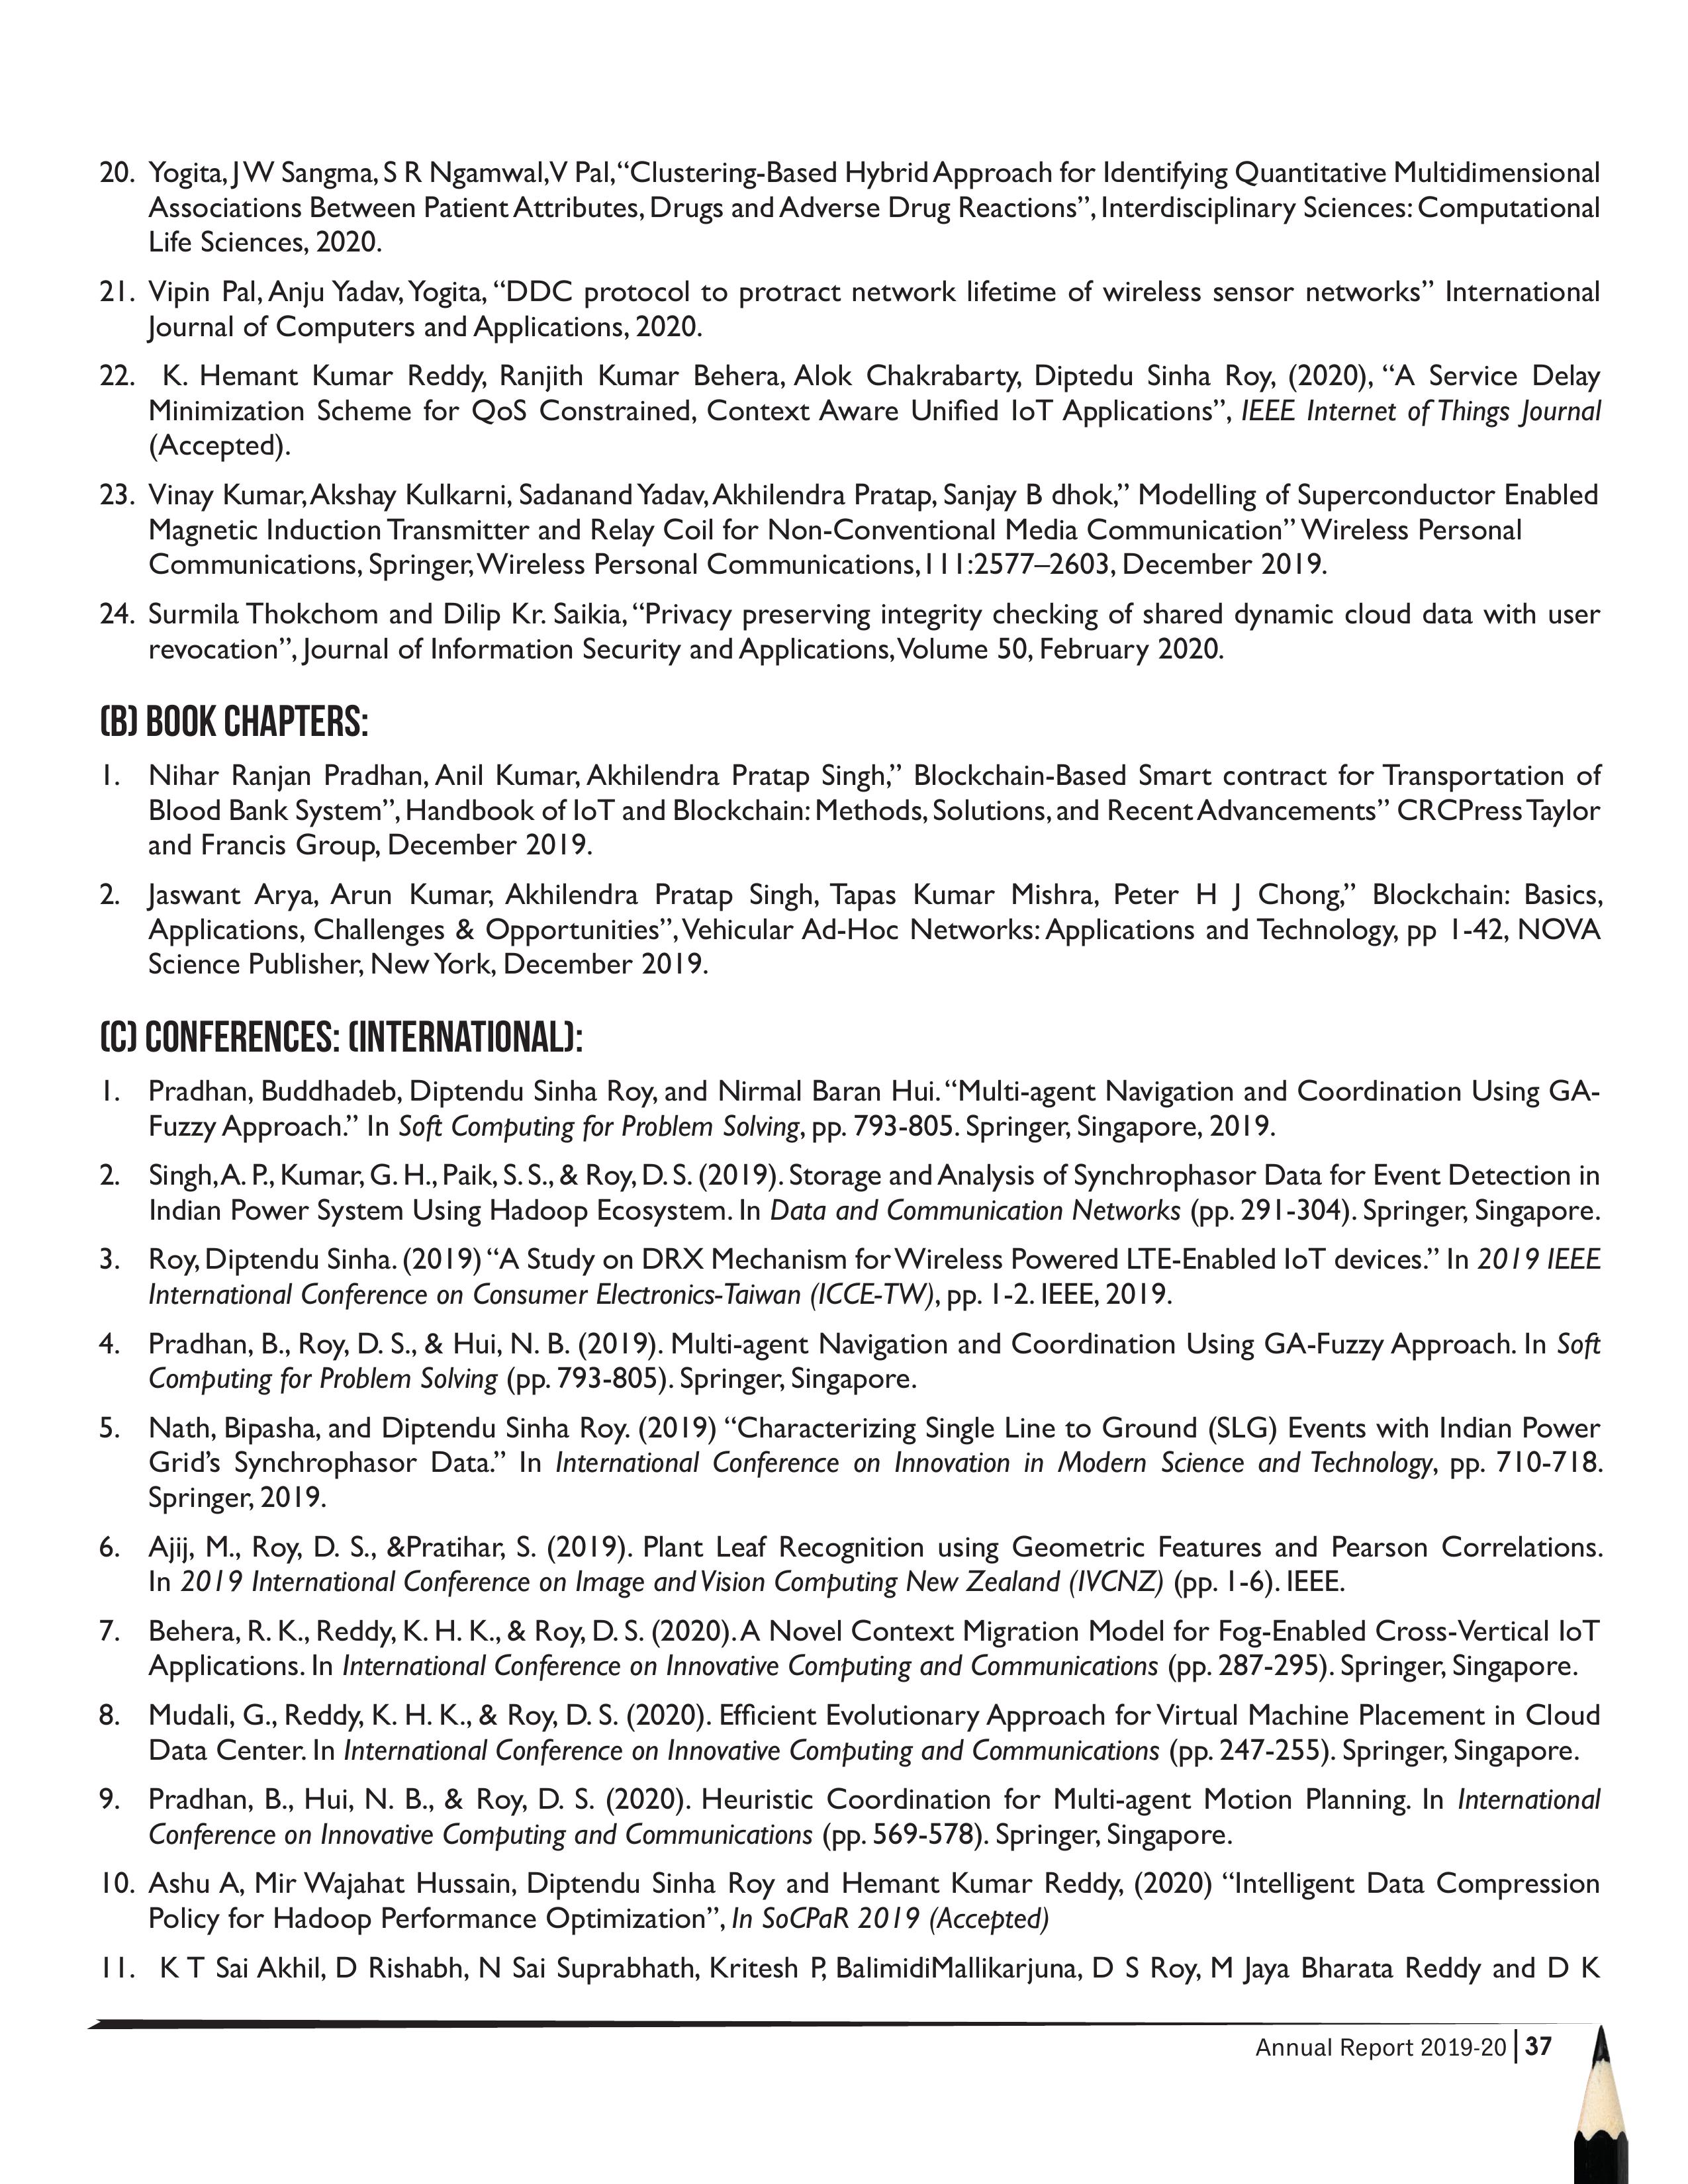 20. Yogita, J W Sangma, S R Ngamwal, V Pal, “Clustering-Based Hybrid Approach for Identifying Quantitative Multidimensional
Associations Between Patient Attributes, Drugs and Adverse Drug Reactions”, Interdisciplinary Sciences: Computational
Life Sciences, 2020.
21. Vipin Pal, Anju Yadav, Yogita, “DDC protocol to protract network lifetime of wireless sensor networks” International
Journal of Computers and Applications, 2020.
22. K. Hemant Kumar Reddy, Ranjith Kumar Behera, Alok Chakrabarty, Diptedu Sinha Roy, (2020), “A Service Delay
Minimization Scheme for QoS Constrained, Context Aware Unified IoT Applications”, IEEE Internet of Things Journal
(Accepted).
23. Vinay Kumar, Akshay Kulkarni, Sadanand Yadav, Akhilendra Pratap, Sanjay B dhok,” Modelling of Superconductor Enabled
Magnetic Induction Transmitter and Relay Coil for Non-Conventional Media Communication” Wireless Personal
Communications, Springer, Wireless Personal Communications, 111:2577–2603, December 2019.
24. Surmila Thokchom and Dilip Kr. Saikia, “Privacy preserving integrity checking of shared dynamic cloud data with user
revocation”, Journal of Information Security and Applications, Volume 50, February 2020.
(B) BOOK CHAPTERS:
1. Nihar Ranjan Pradhan, Anil Kumar, Akhilendra Pratap Singh,” Blockchain-Based Smart contract for Transportation of
Blood Bank System”, Handbook of IoT and Blockchain: Methods, Solutions, and Recent Advancements” CRCPress Taylor
and Francis Group, December 2019.
2. Jaswant Arya, Arun Kumar, Akhilendra Pratap Singh, Tapas Kumar Mishra, Peter H J Chong,” Blockchain: Basics,
Applications, Challenges & Opportunities”, Vehicular Ad-Hoc Networks: Applications and Technology, pp 1-42, NOVA
Science Publisher, New York, December 2019.
(C) CONFERENCES: (INTERNATIONAL):
1. Pradhan, Buddhadeb, Diptendu Sinha Roy, and Nirmal Baran Hui. “Multi-agent Navigation and Coordination Using GA-
Fuzzy Approach.” In Soft Computing for Problem Solving, pp. 793-805. Springer, Singapore, 2019.
2. Singh, A. P., Kumar, G. H., Paik, S. S., & Roy, D. S. (2019). Storage and Analysis of Synchrophasor Data for Event Detection in
Indian Power System Using Hadoop Ecosystem. In Data and Communication Networks (pp. 291-304). Springer, Singapore.
3. Roy, Diptendu Sinha. (2019) “A Study on DRX Mechanism for Wireless Powered LTE-Enabled IoT devices.” In 2019 IEEE
International Conference on Consumer Electronics-Taiwan (ICCE-TW), pp. 1-2. IEEE, 2019.
4. Pradhan, B., Roy, D. S., & Hui, N. B. (2019). Multi-agent Navigation and Coordination Using GA-Fuzzy Approach. In Soft
Computing for Problem Solving (pp. 793-805). Springer, Singapore.
5. Nath, Bipasha, and Diptendu Sinha Roy. (2019) “Characterizing Single Line to Ground (SLG) Events with Indian Power
Grid’s Synchrophasor Data.” In International Conference on Innovation in Modern Science and Technology, pp. 710-718.
Springer, 2019.
6. Ajij, M., Roy, D. S., &Pratihar, S. (2019). Plant Leaf Recognition using Geometric Features and Pearson Correlations.
In 2019 International Conference on Image and Vision Computing New Zealand (IVCNZ) (pp. 1-6). IEEE.
7. Behera, R. K., Reddy, K. H. K., & Roy, D. S. (2020). A Novel Context Migration Model for Fog-Enabled Cross-Vertical IoT
Applications. In International Conference on Innovative Computing and Communications (pp. 287-295). Springer, Singapore.
8. Mudali, G., Reddy, K. H. K., & Roy, D. S. (2020). Efficient Evolutionary Approach for Virtual Machine Placement in Cloud
Data Center. In International Conference on Innovative Computing and Communications (pp. 247-255). Springer, Singapore.
9. Pradhan, B., Hui, N. B., & Roy, D. S. (2020). Heuristic Coordination for Multi-agent Motion Planning. In International
Conference on Innovative Computing and Communications (pp. 569-578). Springer, Singapore.
10. Ashu A, Mir Wajahat Hussain, Diptendu Sinha Roy and Hemant Kumar Reddy, (2020) “Intelligent Data Compression
Policy for Hadoop Performance Optimization”, In SoCPaR 2019 (Accepted)
11. K T Sai Akhil, D Rishabh, N Sai Suprabhath, Kritesh P, BalimidiMallikarjuna, D S Roy, M Jaya Bharata Reddy and D K
Annual Report 2019-20 | 37